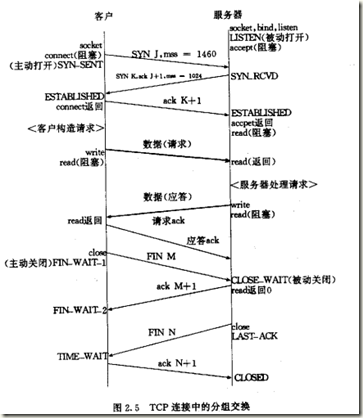 客户 服务器
socket socket,bind,listen
connect(阻塞) LISTEN(被动打开)
(主动打开)SYN_SENT SYN J,mss = 1460 accept(阻塞)
SYN K,ack J+1,mss = 1024 SYN_RCVD
ESTABLISHED
connect返回 ack K+1
ESTABLISHED
<客户构造请求> accpet返回
read(阻塞)
write 数据(请求)
read(阻塞) read(返回)
<服务器处理请求>
数据(应答) write
read返回 请求ack read(阻塞)
应答ack
close
(主动关闭)FIN_WAIT_1 FIN M
CLOSE_WAIT(被动关闭)
ack M+1 read返回0
FIN_WAIT_2
FIN N close
LAST_ACK
TIME_WAIT
ack N+1 CLOSED
图 2.5 TCP 连接中的分组交换